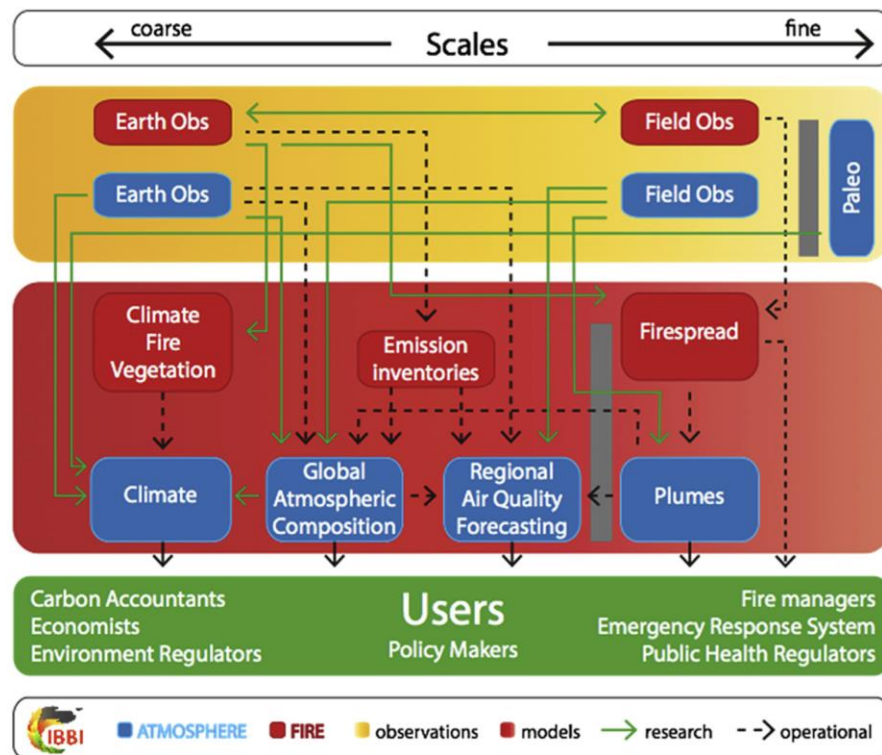 coarse
Scales
fine
Earth Obs
Field Obs
Earth Obs
Field Obs
Paleo
Climate
Fire
Vegetation
Emission
inventories
Firespread
Climate
Global
Atmospheric
Composition
Regional
Air Quality
Forecasting
Plumes
Carbon Accountants
Economists
Environment Regulators
Users
Policy Makers
Fire managers
Emergency Response System
Public Health Regulators
IBBI
ATMOSPHERE
FIRE
observations
models
research
operational